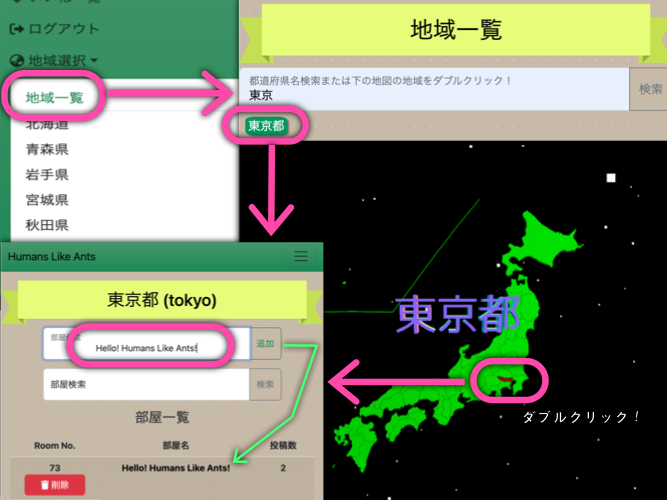 ログアウト
地域選択
地域一覧
北海道
青森県
岩手県
宮城県
秋田県
地域一覧
都道府県名検索または下の地図の地域をダブルクリック！
東京
検索
東京都
東京都
ダブルクリック！
Humans Like Ants
東京都 (tokyo)
Hello! Humans Like Ants!
追加
部屋検索
検索
部屋一覧
Room No. 部屋名 投稿数
73 Hello! Humans Like Ants! 2
削除